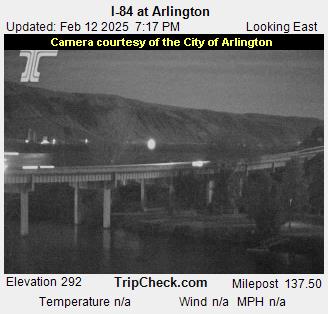 I-84 at Arlington
Updated: Feb 12 2025 7:17 PM Looking East
Camera courtesy of the City of Arlington
Elevation 292 TripCheck.com Milepost 137.50
Temperature n/a Wind n/a MPH n/a